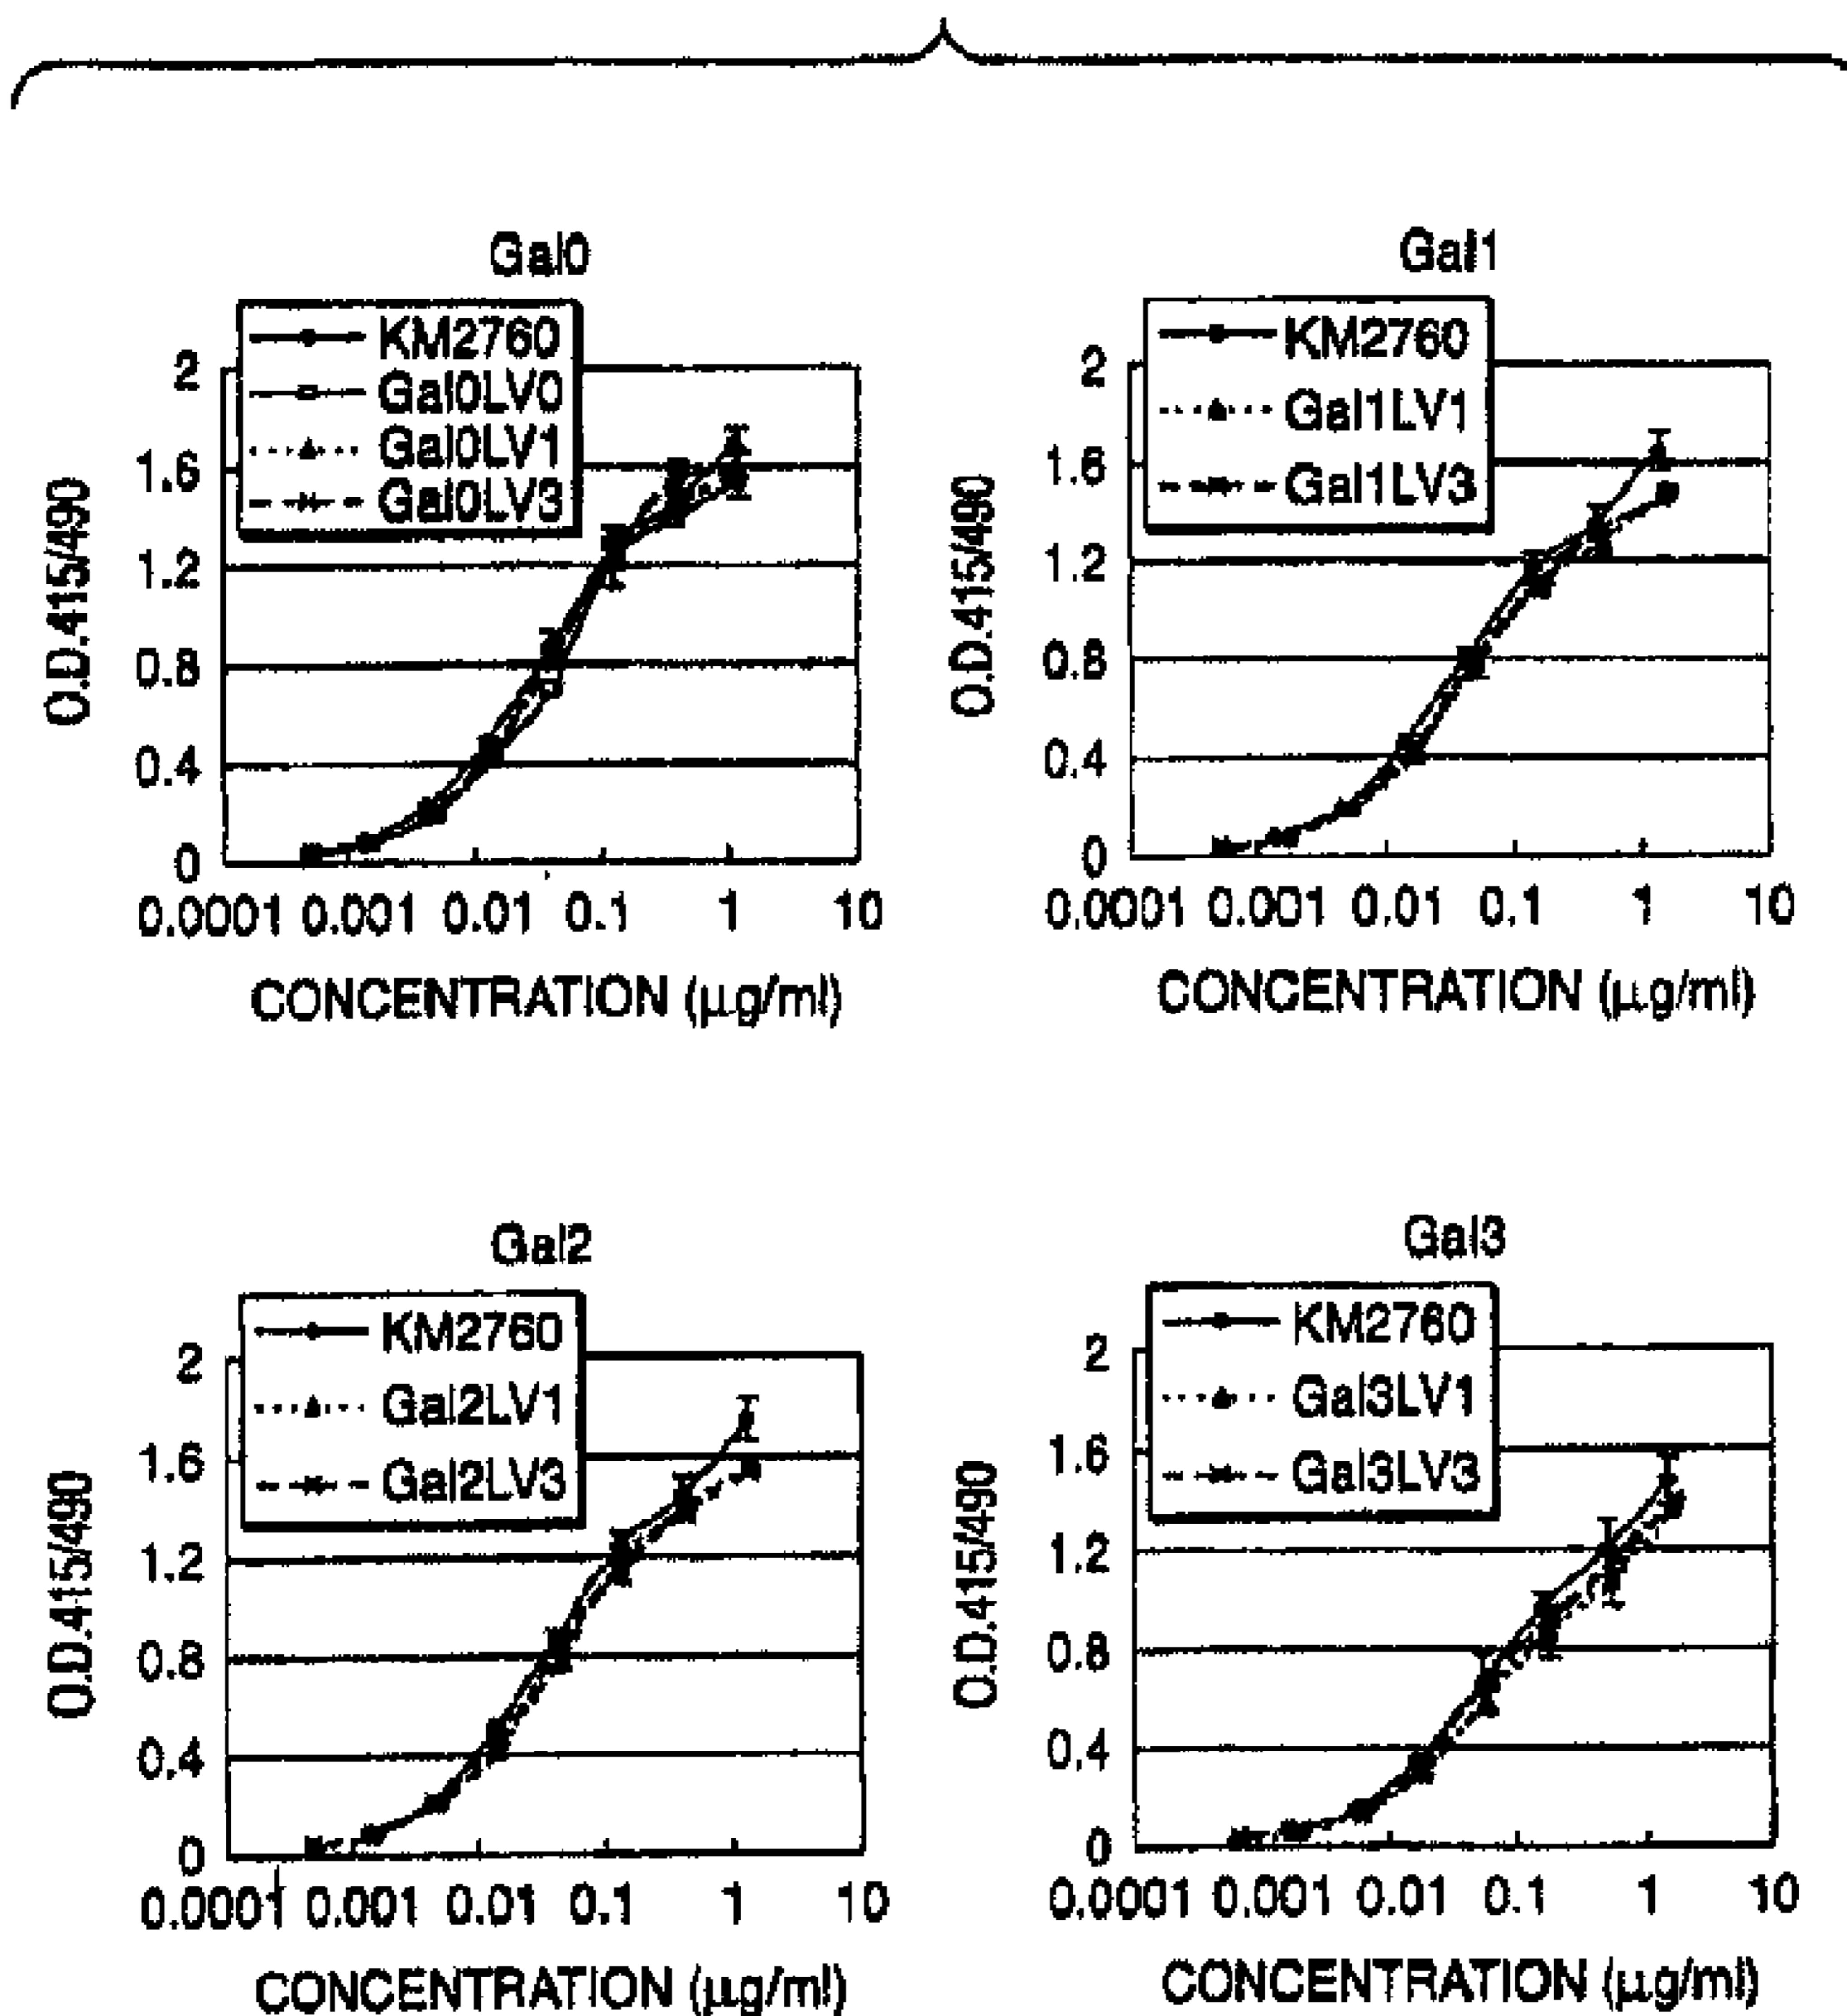 Gal0
KM2760
Gal0LV0
Gal0LV1
Gal0LV3
O.D.415/490
2
1.6
1.2
0.8
0.4
0
0.0001 0.001 0.01 0.1 1 10
CONCENTRATION (µg/ml)
Gal1
KM2760
Gal1LV1
Gal1LV3
O.D.415/490
2
1.6
1.2
0.8
0.4
0
0.0001 0.001 0.01 0.1 1 10
CONCENTRATION (µg/ml)
Gal2
KM2760
Gal2LV1
Gal2LV3
O.D.415/490
2
1.6
1.2
0.8
0.4
0
0.0001 0.001 0.01 0.1 1 10
CONCENTRATION (µg/ml)
Gal3
KM2760
Gal3LV1
Gal3LV3
O.D.415/490
2
1.6
1.2
0.8
0.4
0
0.0001 0.001 0.01 0.1 1 10
CONCENTRATION (µg/ml)